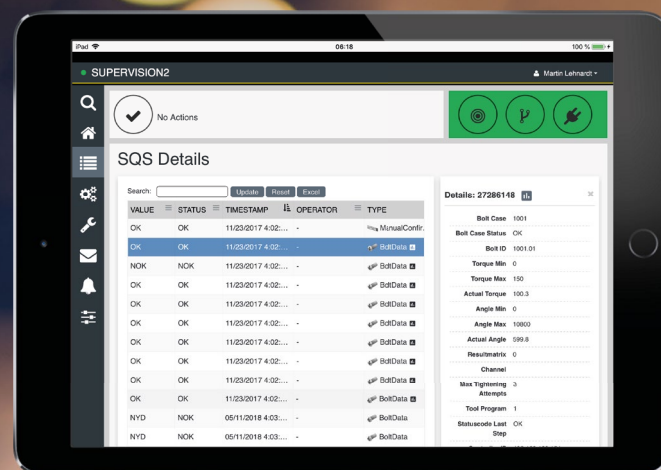 iPad 06:18 100 %
SUPERVISION2 Martin Lehnardt
No Actions
SQS Details
Search: Update Reset Excel
VALUE STATUS TIMESTAMP OPERATOR TYPE
OK OK 11/23/2017 4:02:... - ManualConfir.
OK OK 11/23/2017 4:02:... - BoltData
NOK NOK 11/23/2017 4:02:... - BoltData
OK OK 11/23/2017 4:02:... - BoltData
OK OK 11/23/2017 4:02:... - BoltData
OK OK 11/23/2017 4:02:... - BoltData
OK OK 11/23/2017 4:02:... - BoltData
OK OK 11/23/2017 4:02:... - BoltData
OK OK 11/23/2017 4:02:... - BoltData
OK OK 11/23/2017 4:02:... - BoltData
NYD NOK 05/11/2018 4:03:... - BoltData
NYD NOK 05/11/2018 4:03:... - BoltData
Details: 27286148
Bolt Case 1001
Bolt Case Status OK
Bolt ID 1001.01
Torque Min 0
Torque Max 150
Actual Torque 100.3
Angle Min 0
Angle Max 10800
Actual Angle 599.8
Resultmatrix 0
Channel
Max Tightening 3
Attempts
Tool Program 1
Statuscode Last OK
Step